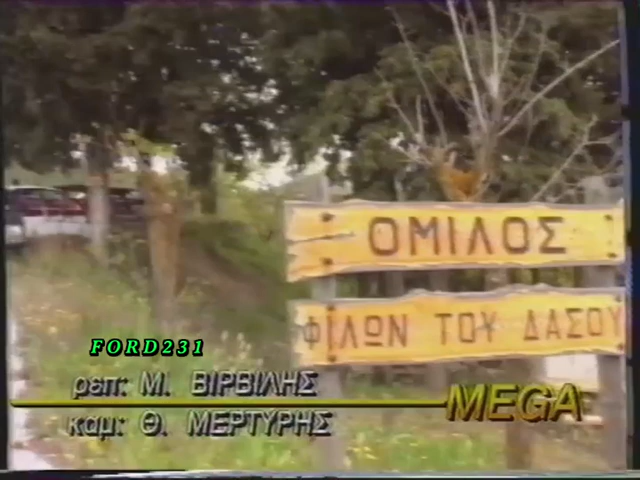 ΟΜΙΛΟΣ
ΦΙΛΩΝ ΤΟΥ ΔΑΣΟΥ
FORD231
ρεπ: Μ. ΒΙΡΒΙΛΗΣ
καμ: Θ. ΜΕΡΤΥΡΗΣ
MEGA